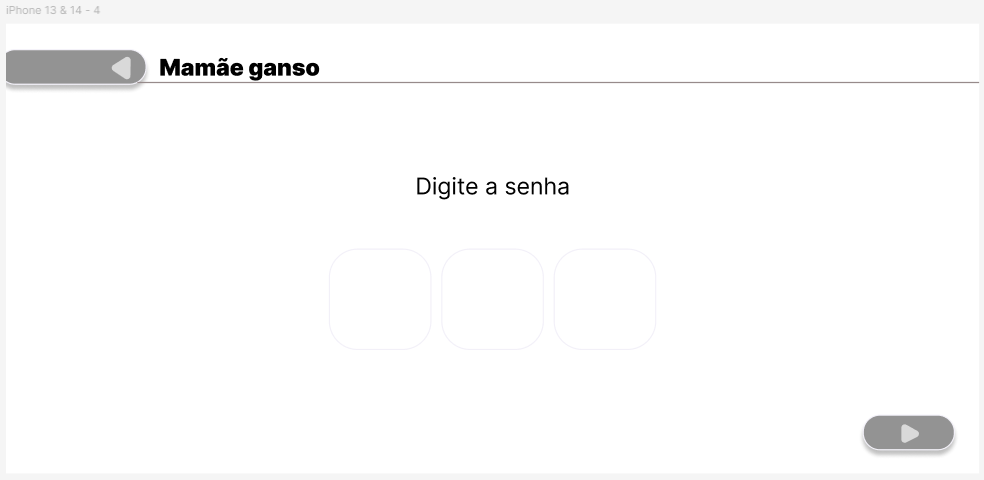 iPhone 13 & 14 - 4
Mamãe ganso
Digite a senha